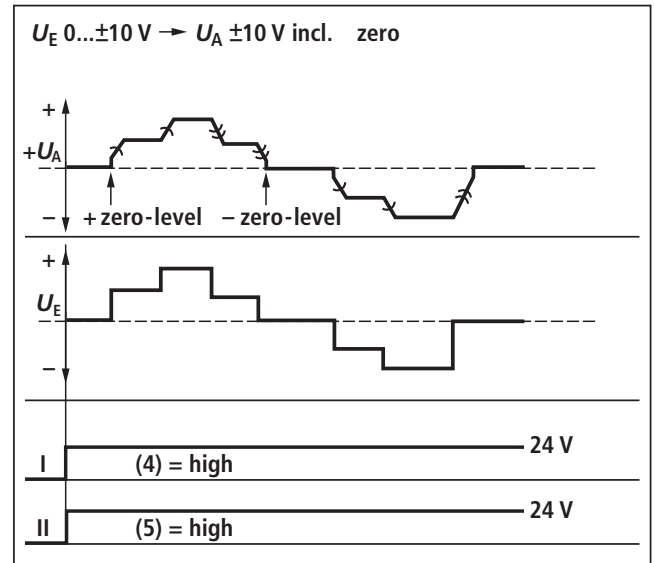 U_E 0...±10 V → U_A ±10 V incl. zero
+
+U_A
− + zero-level − zero-level
+
U_E
−
24 V
I (4) = high
24 V
II (5) = high